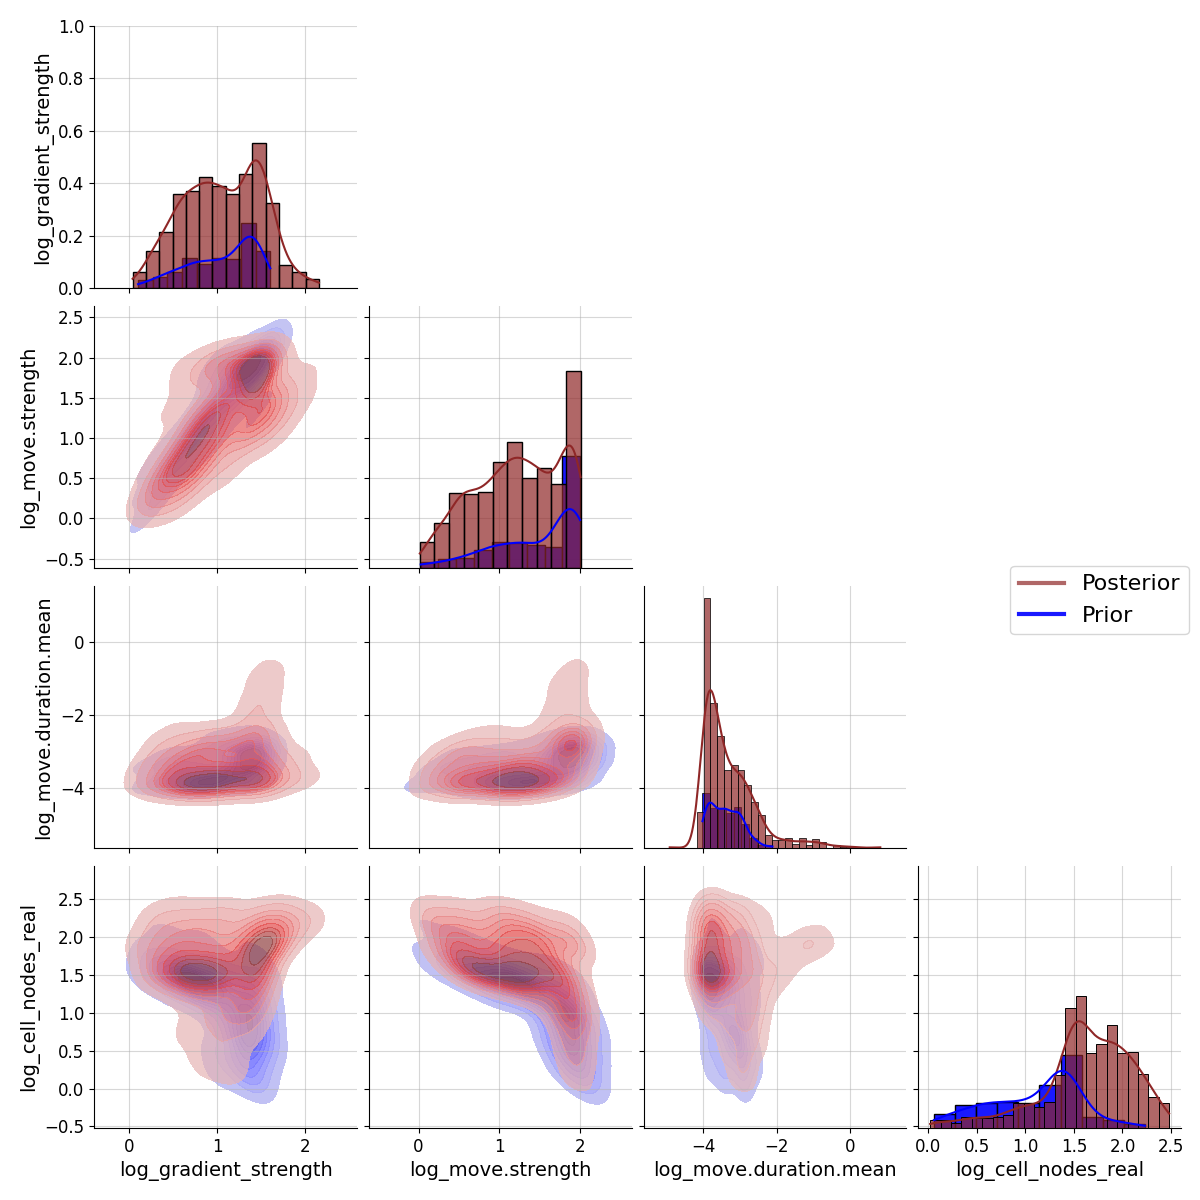 log_gradient_strength
1.0
0.8
0.6
0.4
0.2
0.0
log_move.strength
2.5
2.0
1.5
1.0
0.5
0.0
−0.5
log_move.duration.mean
0
−2
−4
Posterior
Prior
log_cell_nodes_real
2.5
2.0
1.5
1.0
0.5
0.0
−0.5
0 1 2 0 1 2 −4 −2 0 0.0 0.5 1.0 1.5 2.0 2.5
log_gradient_strength log_move.strength log_move.duration.mean log_cell_nodes_real